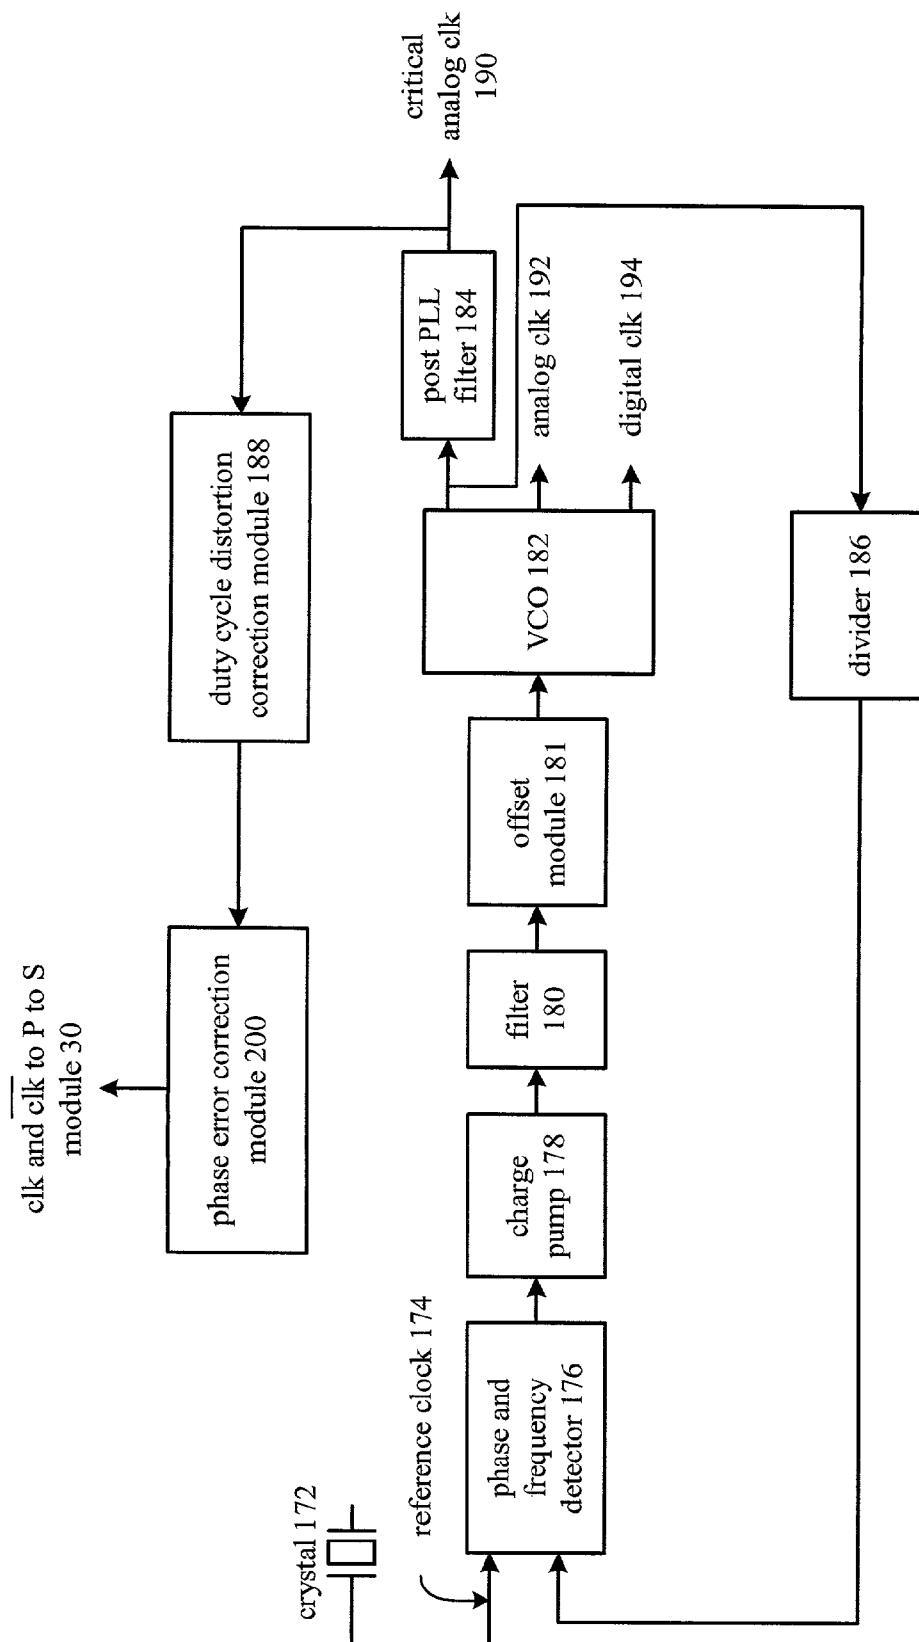 clk and c̅l̅k̅ to P to S
module 30
phase error correction
module 200
duty cycle distortion
correction module 188
critical
analog clk
190
crystal 172
reference clock 174
phase and
frequency
detector 176
charge
pump 178
filter
180
offset
module 181
VCO 182
post PLL
filter 184
analog clk 192
digital clk 194
divider 186